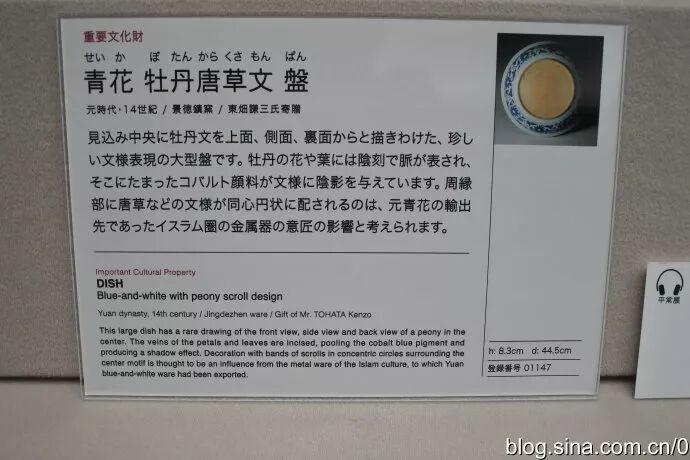 重要文化財
せい か ぼ たん から くさ もん ばん
青花 牡丹唐草文 盤
元時代・14世紀 / 景徳鎮窯 / 東畑謙三氏寄贈
見込み中央に牡丹文を上面、側面、裏面からと描きわけた、珍し
い文様表現の大型盤です。牡丹の花や葉には陰刻で脈が表され、
そこにたまったコバルト顔料が文様に陰影を与えています。周縁
部に唐草などの文様が同心円状に配されるのは、元青花の輸出
先であったイスラム圏の金属器の意匠の影響と考えられます。
Important Cultural Property
DISH
Blue-and-white with peony scroll design
Yuan dynasty, 14th century / Jingdezhen ware / Gift of Mr. TOHATA Kenzo
This large dish has a rare drawing of the front view, side view and back view of a peony in the
center. The veins of the petals and leaves are incised, pooling the cobalt blue pigment and
producing a shadow effect. Decoration with bands of scrolls in concentric circles surrounding the
center motif is thought to be an influence from the metal ware of the Islam culture, to which Yuan
blue-and-white ware had been exported.
h: 8.3cm d: 44.5cm
登録番号 01147
平常展
blog.sina.com.cn/0